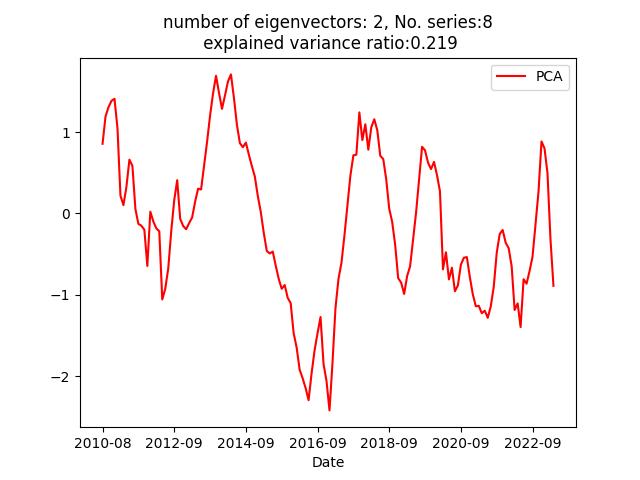 number of eigenvectors: 2, No. series:8
explained variance ratio:0.219
PCA
1
0
−1
−2
2010-08 2012-09 2014-09 2016-09 2018-09 2020-09 2022-09
Date